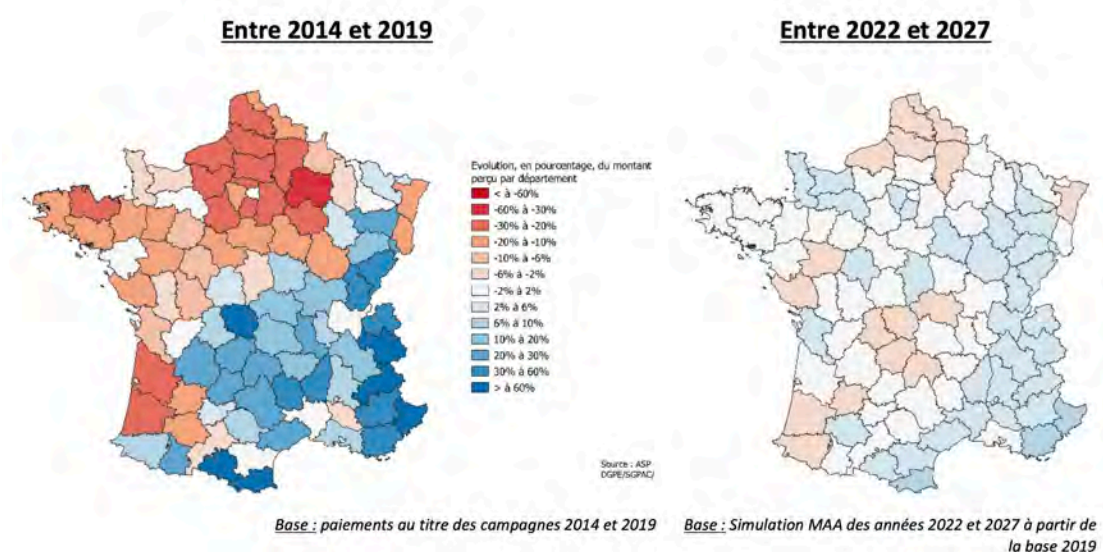 Entre 2014 et 2019
Entre 2022 et 2027
Evolution, en pourcentage, du montant
perçu par département
< à -60%
-60% à -30%
-30% à -20%
-20% à -10%
-10% à -6%
-6% à -2%
-2% à 2%
2% à 6%
6% à 10%
10% à 20%
20% à 30%
30% à 60%
> à 60%
Source : ASP
DGPE/SGPAC/
Base : paiements au titre des campagnes 2014 et 2019
Base : Simulation MAA des années 2022 et 2027 à partir de
la base 2019